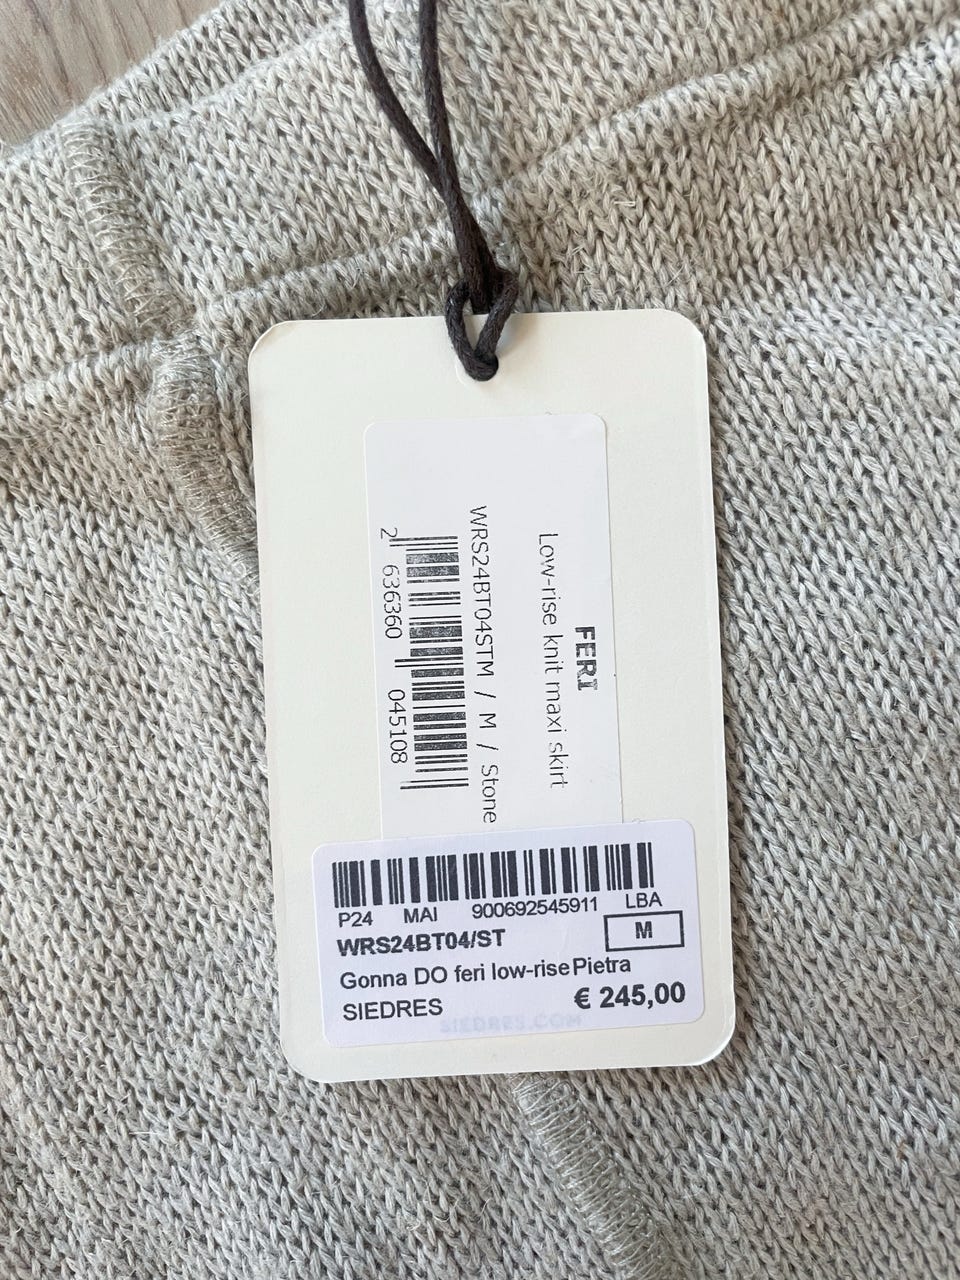 FERI
Low-rise knit maxi skirt
WRS24BT04STM / M / Stone
2 636360 045108
P24 MAI 900692545911 LBA
WRS24BT04/ST M
Gonna DO feri low-rise Pietra
SIEDRES € 245,00
SIEDRES.COM